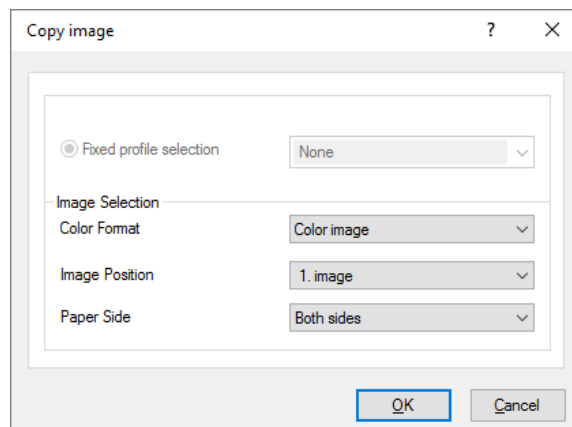 Copy image ?
Fixed profile selection None
Image Selection
Color Format Color image
Image Position 1. image
Paper Side Both sides
OK Cancel